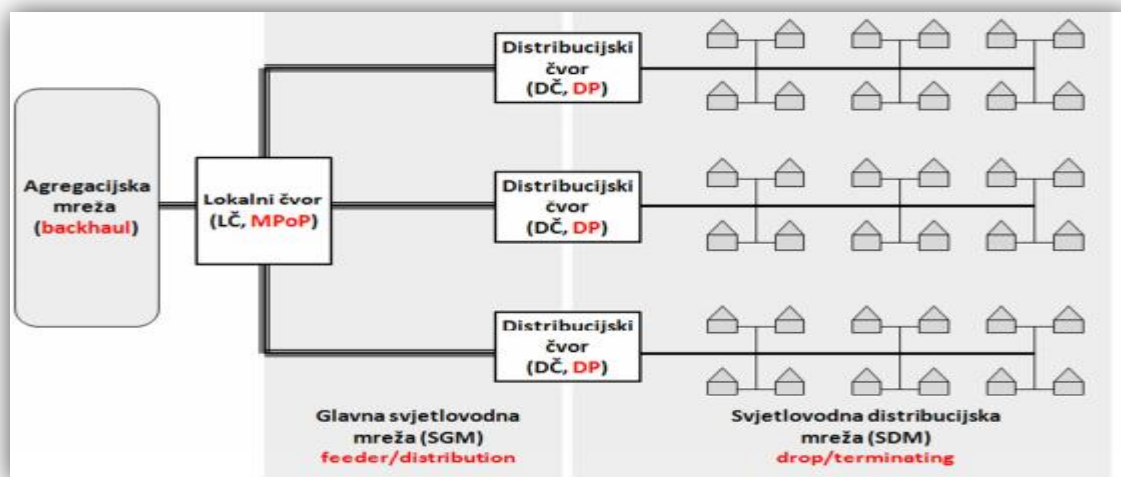 Agregacijska
mreža
(backhaul)
Lokalni čvor
(LČ, MPoP)
Distribucijski
čvor
(DČ, DP)
Distribucijski
čvor
(DČ, DP)
Distribucijski
čvor
(DČ, DP)
Glavna svjetlovodna
mreža (SGM)
feeder/distribution
Svjetlovodna distribucijska
mreža (SDM)
drop/terminating